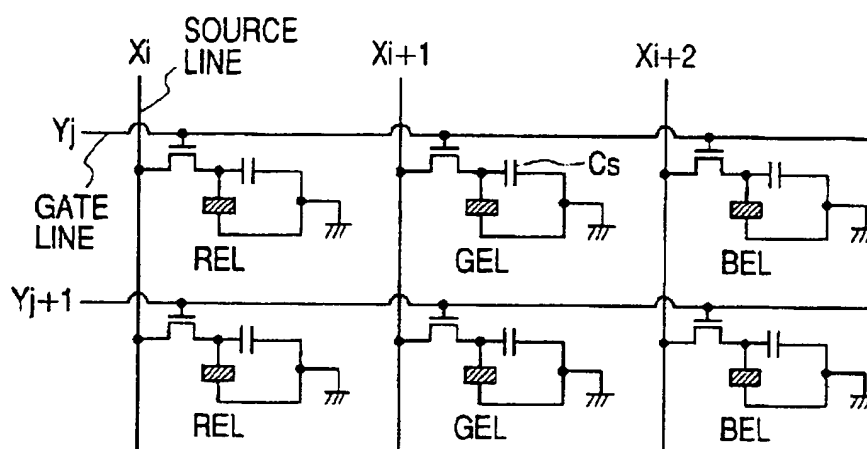 SOURCE
LINE
Xi
Xi+1
Xi+2
Yj
Cs
GATE
LINE
REL
GEL
BEL
Yj+1
REL
GEL
BEL